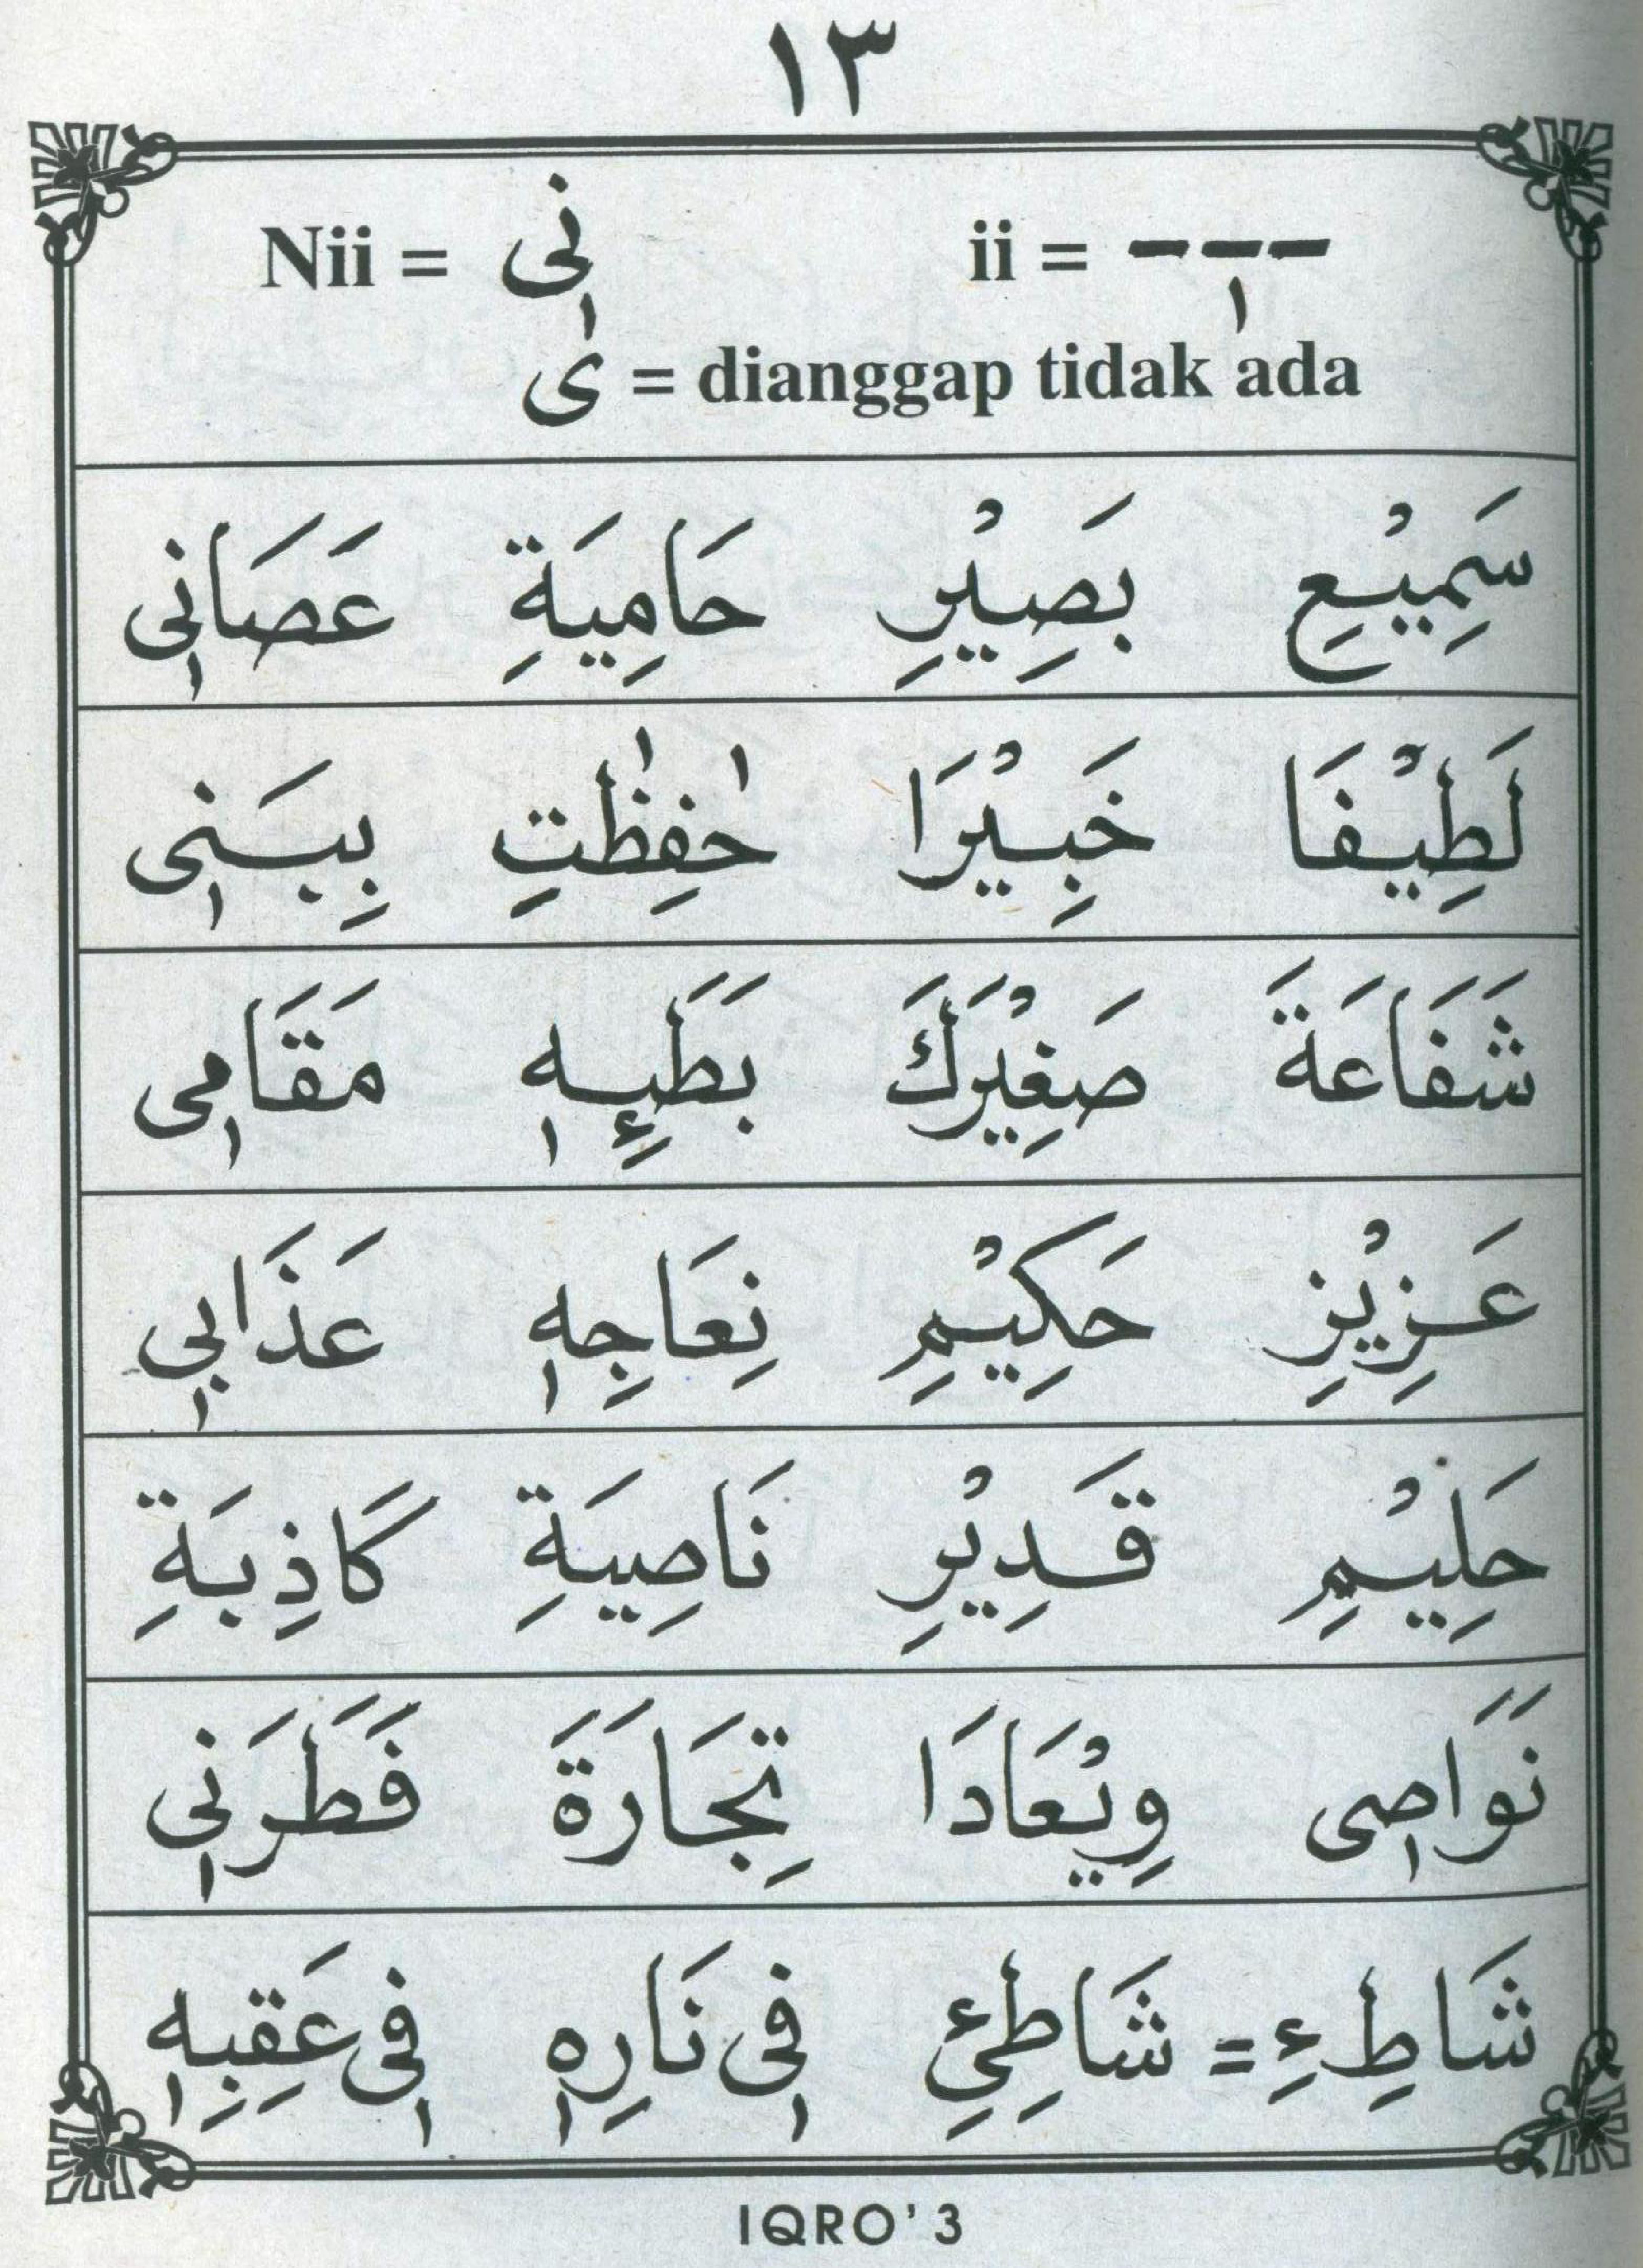 ١٣
Nii = نٖى ii = ---ٖ
ى = dianggap tidak ada
سَمِيْعِ بَصِيْرِ حَامِيَةِ عَصَانٖى
لَطِيْفَا خَبِيْرَا حٰفِظٰتِ بِيَنٖى
شَفَاعَةَ صَغِيْرَكَ بَطَئِهٖ مَقَامٖى
عَزِيْزِ حَكِيْمِ نِعَاجِهٖ عَذَابٖى
حَلِيْمِ قَدِيْرِ نَاصِيَةِ كَاذِبَةِ
نَوَاصٖى وِيْعَادَا تِجَارَةَ فَطَرَنٖى
شَاطِءِ = شَاطِئِ فٖى نَارِهٖ فٖى عَقِبِهٖ
IQRO' 3